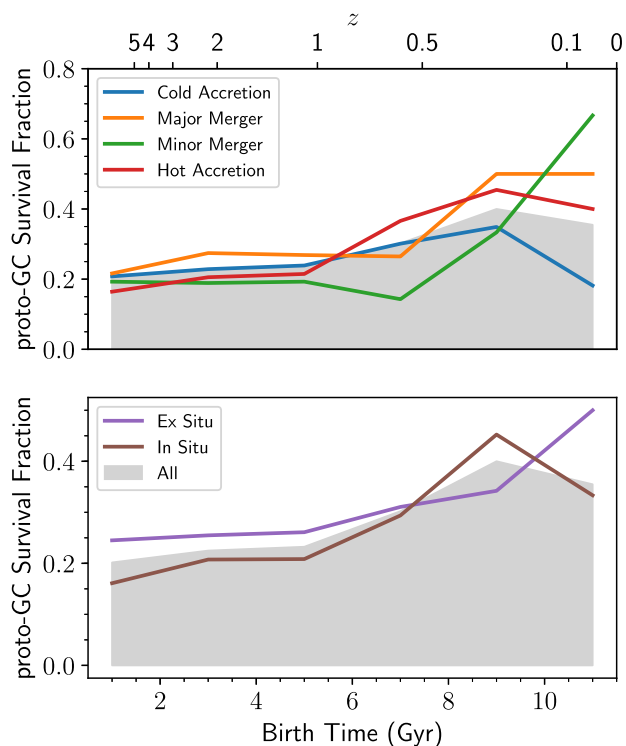 z
54 3 2 1 0.5 0.1 0
0.8
0.6
0.4
0.2
0.0
proto-GC Survival Fraction
Cold Accretion
Major Merger
Minor Merger
Hot Accretion
0.4
0.2
0.0
proto-GC Survival Fraction
Ex Situ
In Situ
All
2 4 6 8 10
Birth Time (Gyr)